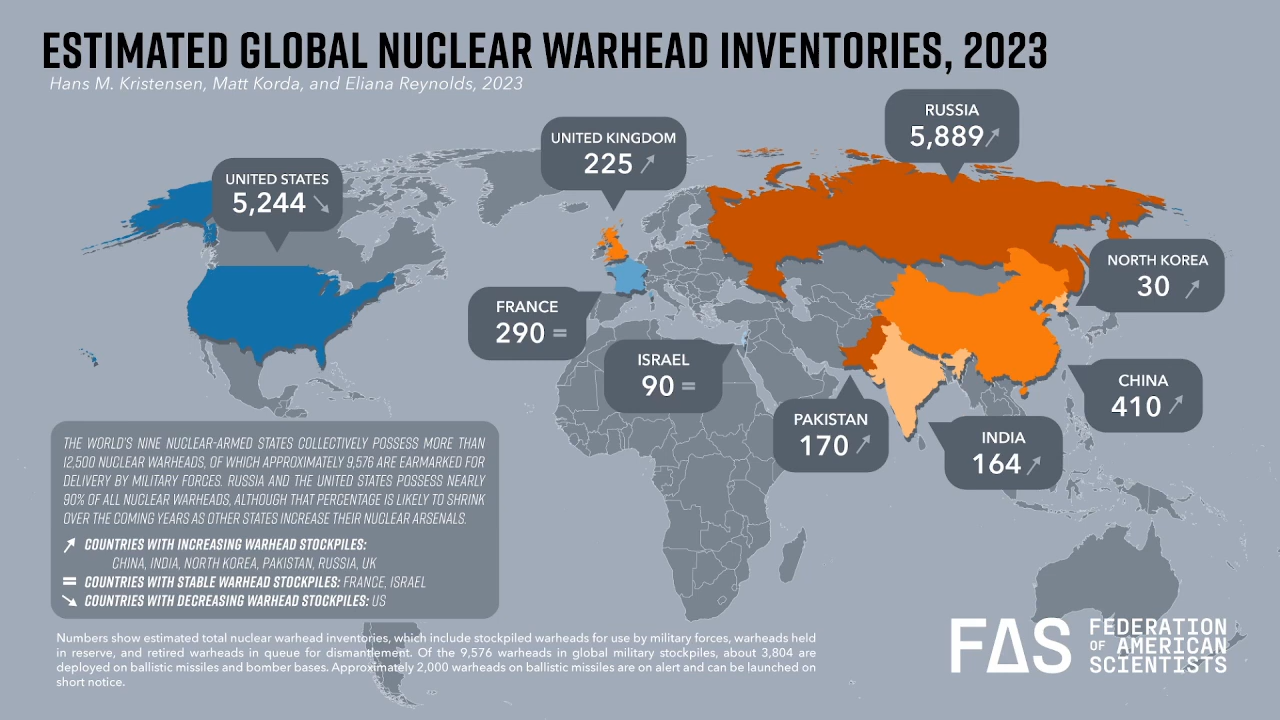 ESTIMATED GLOBAL NUCLEAR WARHEAD INVENTORIES, 2023
Hans M. Kristensen, Matt Korda, and Eliana Reynolds, 2023
RUSSIA
5,889
UNITED KINGDOM
225
UNITED STATES
5,244
NORTH KOREA
30
FRANCE
290 =
ISRAEL
90 =
CHINA
410
PAKISTAN
170
INDIA
164
THE WORLD'S NINE NUCLEAR-ARMED STATES COLLECTIVELY POSSESS MORE THAN
12,500 NUCLEAR WARHEADS, OF WHICH APPROXIMATELY 9,576 ARE EARMARKED FOR
DELIVERY BY MILITARY FORCES. RUSSIA AND THE UNITED STATES POSSESS NEARLY
90% OF ALL NUCLEAR WARHEADS, ALTHOUGH THAT PERCENTAGE IS LIKELY TO SHRINK
OVER THE COMING YEARS AS OTHER STATES INCREASE THEIR NUCLEAR ARSENALS.
COUNTRIES WITH INCREASING WARHEAD STOCKPILES:
CHINA, INDIA, NORTH KOREA, PAKISTAN, RUSSIA, UK
= COUNTRIES WITH STABLE WARHEAD STOCKPILES: FRANCE, ISRAEL
COUNTRIES WITH DECREASING WARHEAD STOCKPILES: US
Numbers show estimated total nuclear warhead inventories, which include stockpiled warheads for use by military forces, warheads held
in reserve, and retired warheads in queue for dismantlement. Of the 9,576 warheads in global military stockpiles, about 3,804 are
deployed on ballistic missiles and bomber bases. Approximately 2,000 warheads on ballistic missiles are on alert and can be launched on
short notice.
FAS
FEDERATION
OF AMERICAN
SCIENTISTS